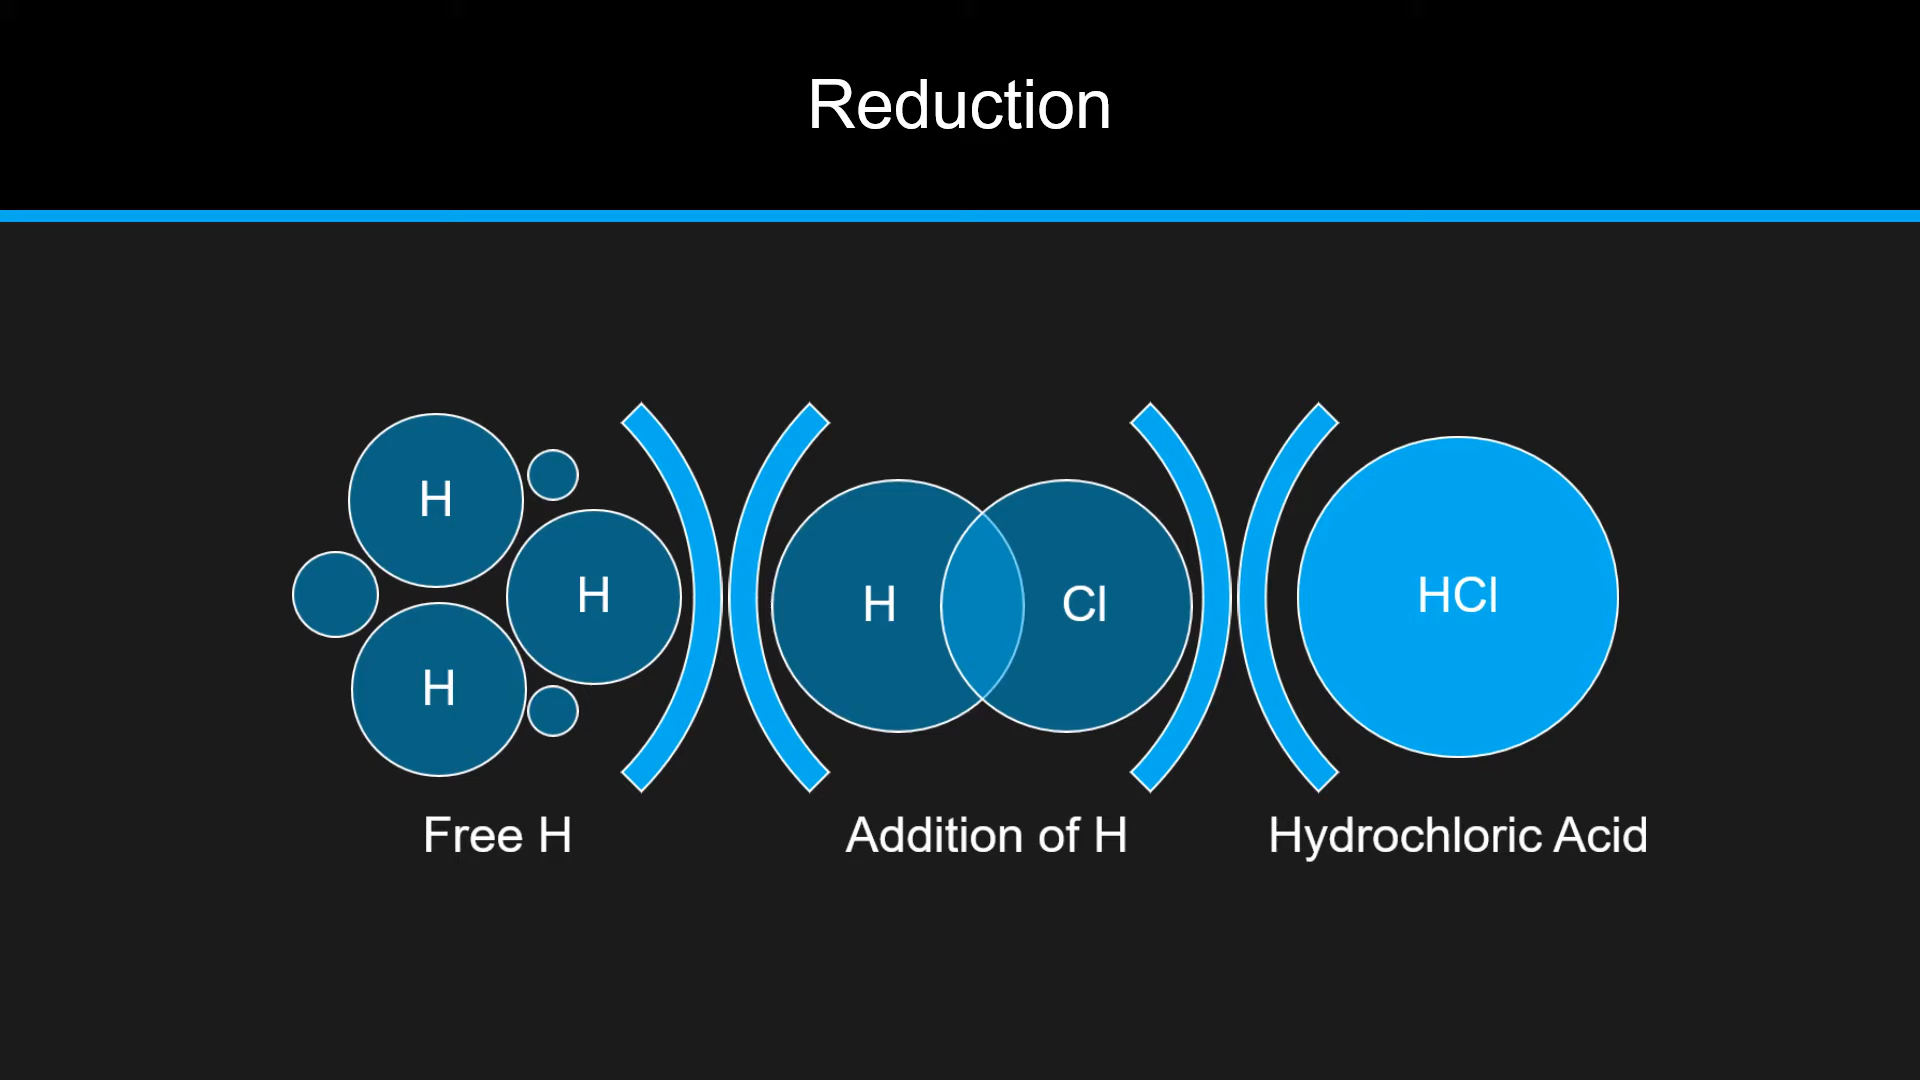 Reduction
H
H
H
H
Cl
HCl
Free H
Addition of H
Hydrochloric Acid